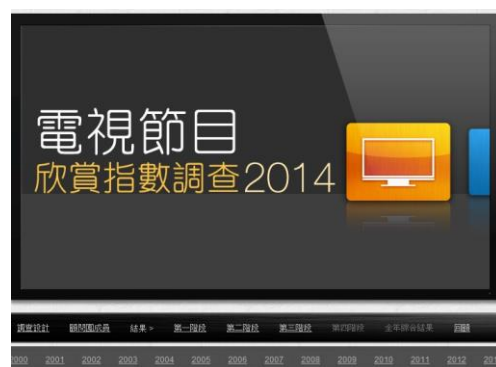 電視節目
欣賞指數調查2014
調查設計 顧問團成員 結果 > 第一階段 第二階段 第三階段 第四階段 全年綜合結果 回顧
2000 2001 2002 2003 2004 2005 2006 2007 2008 2009 2010 2011 2012